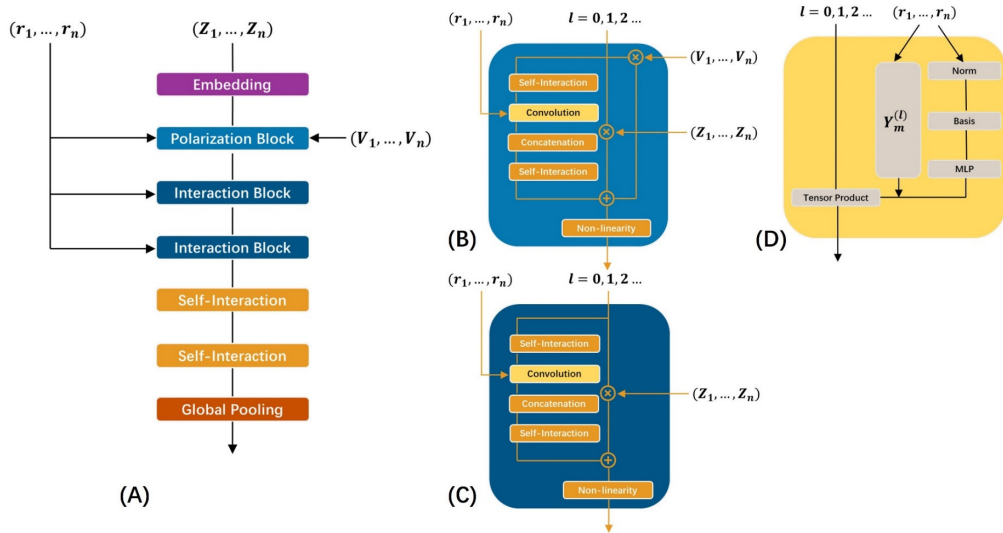 (r₁, …, rₙ)
(Z₁, …, Zₙ)
Embedding
Polarization Block
(V₁, …, Vₙ)
Interaction Block
Interaction Block
Self-Interaction
Self-Interaction
Global Pooling
(A)
(r₁, …, rₙ)
l = 0, 1, 2 …
(V₁, …, Vₙ)
Self-Interaction
Convolution
(Z₁, …, Zₙ)
Concatenation
Self-Interaction
Non-linearity
(B)
(r₁, …, rₙ)
l = 0, 1, 2 …
Self-Interaction
Convolution
(Z₁, …, Zₙ)
Concatenation
Self-Interaction
Non-linearity
(C)
l = 0, 1, 2 …
(r₁, …, rₙ)
Norm
Yₘ⁽ˡ⁾
Basis
MLP
Tensor Product
(D)